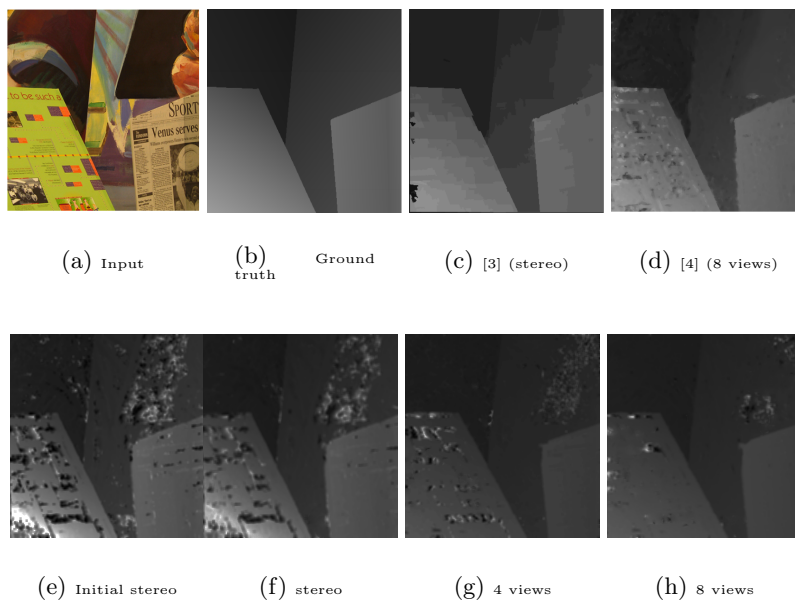 to be such a
SPORT
Venus serves
(a) Input
(b) Ground
truth
(c) [3] (stereo)
(d) [4] (8 views)
(e) Initial stereo
(f) stereo
(g) 4 views
(h) 8 views